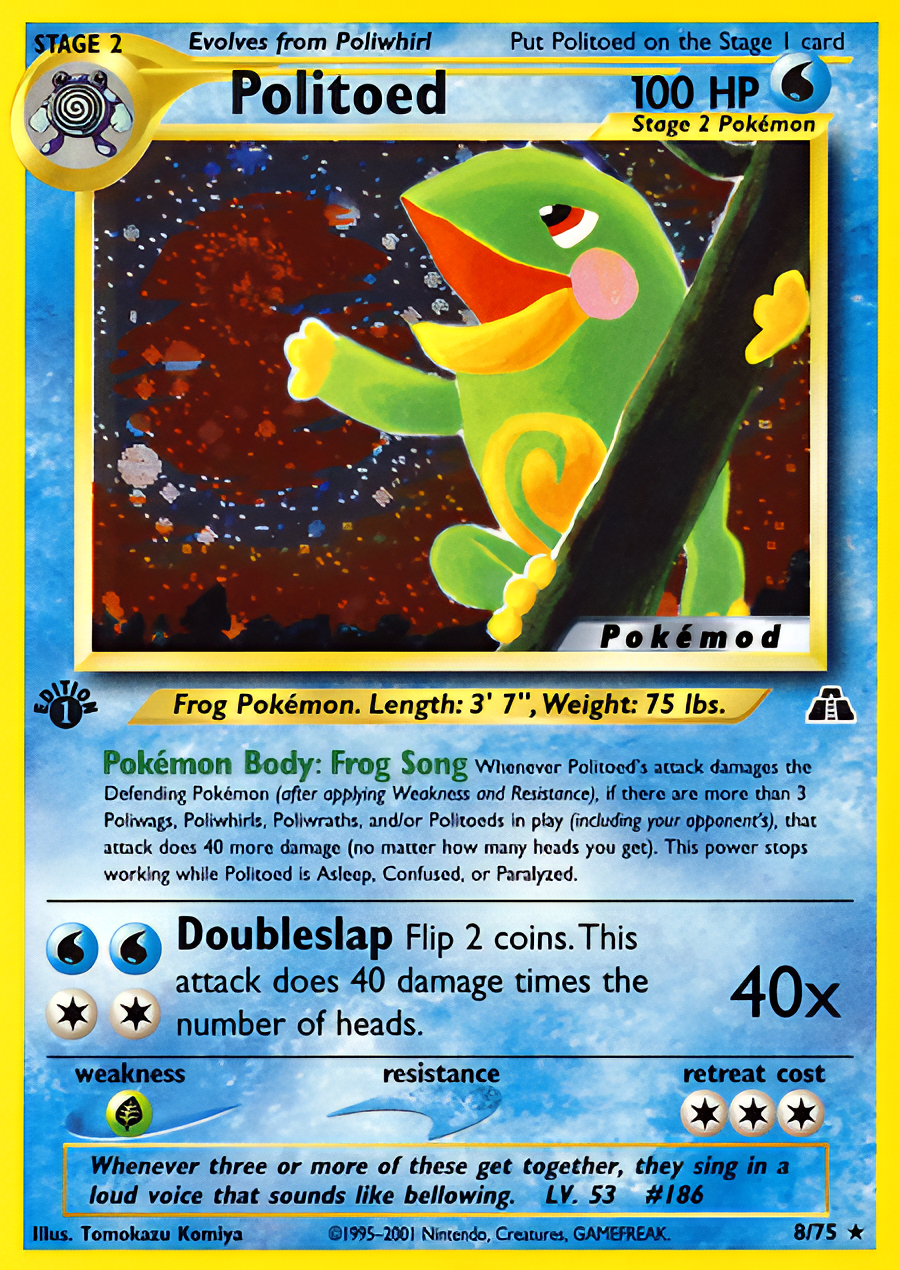 STAGE 2 Evolves from Poliwhirl Put Politoed on the Stage 1 card
Politoed 100 HP
Stage 2 Pokémon
Pokémod
EDITION 1
Frog Pokémon. Length: 3' 7", Weight: 75 lbs.
Pokémon Body: Frog Song Whenever Politoed's attack damages the
Defending Pokémon (after applying Weakness and Resistance), if there are more than 3
Poliwags, Poliwhirls, Poliwraths, and/or Politoeds in play (including your opponent's), that
attack does 40 more damage (no matter how many heads you get). This power stops
working while Politoed is Asleep, Confused, or Paralyzed.
Doubleslap Flip 2 coins. This
attack does 40 damage times the
number of heads.
40x
weakness resistance retreat cost
Whenever three or more of these get together, they sing in a
loud voice that sounds like bellowing. LV. 53 #186
Illus. Tomokazu Komiya ©1995-2001 Nintendo, Creatures, GAMEFREAK. 8/75 ★